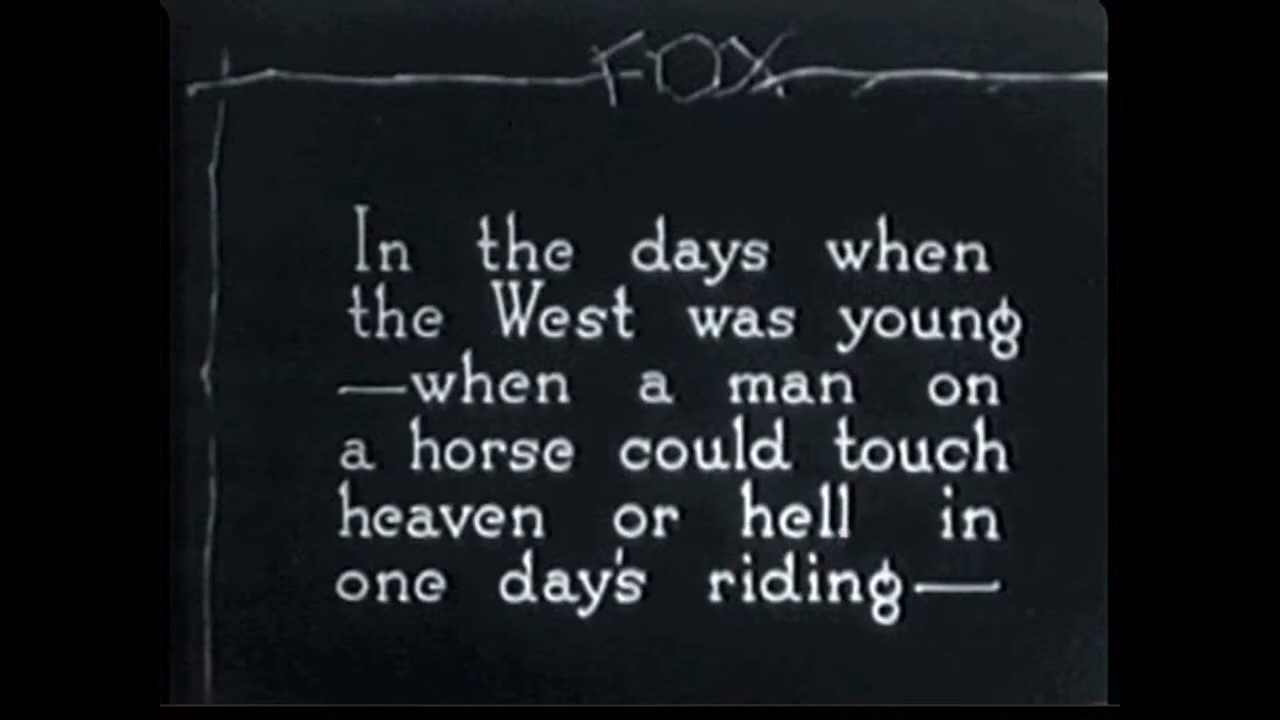 FOX
In the days when
the West was young
—when a man on
a horse could touch
heaven or hell in
one day's riding—